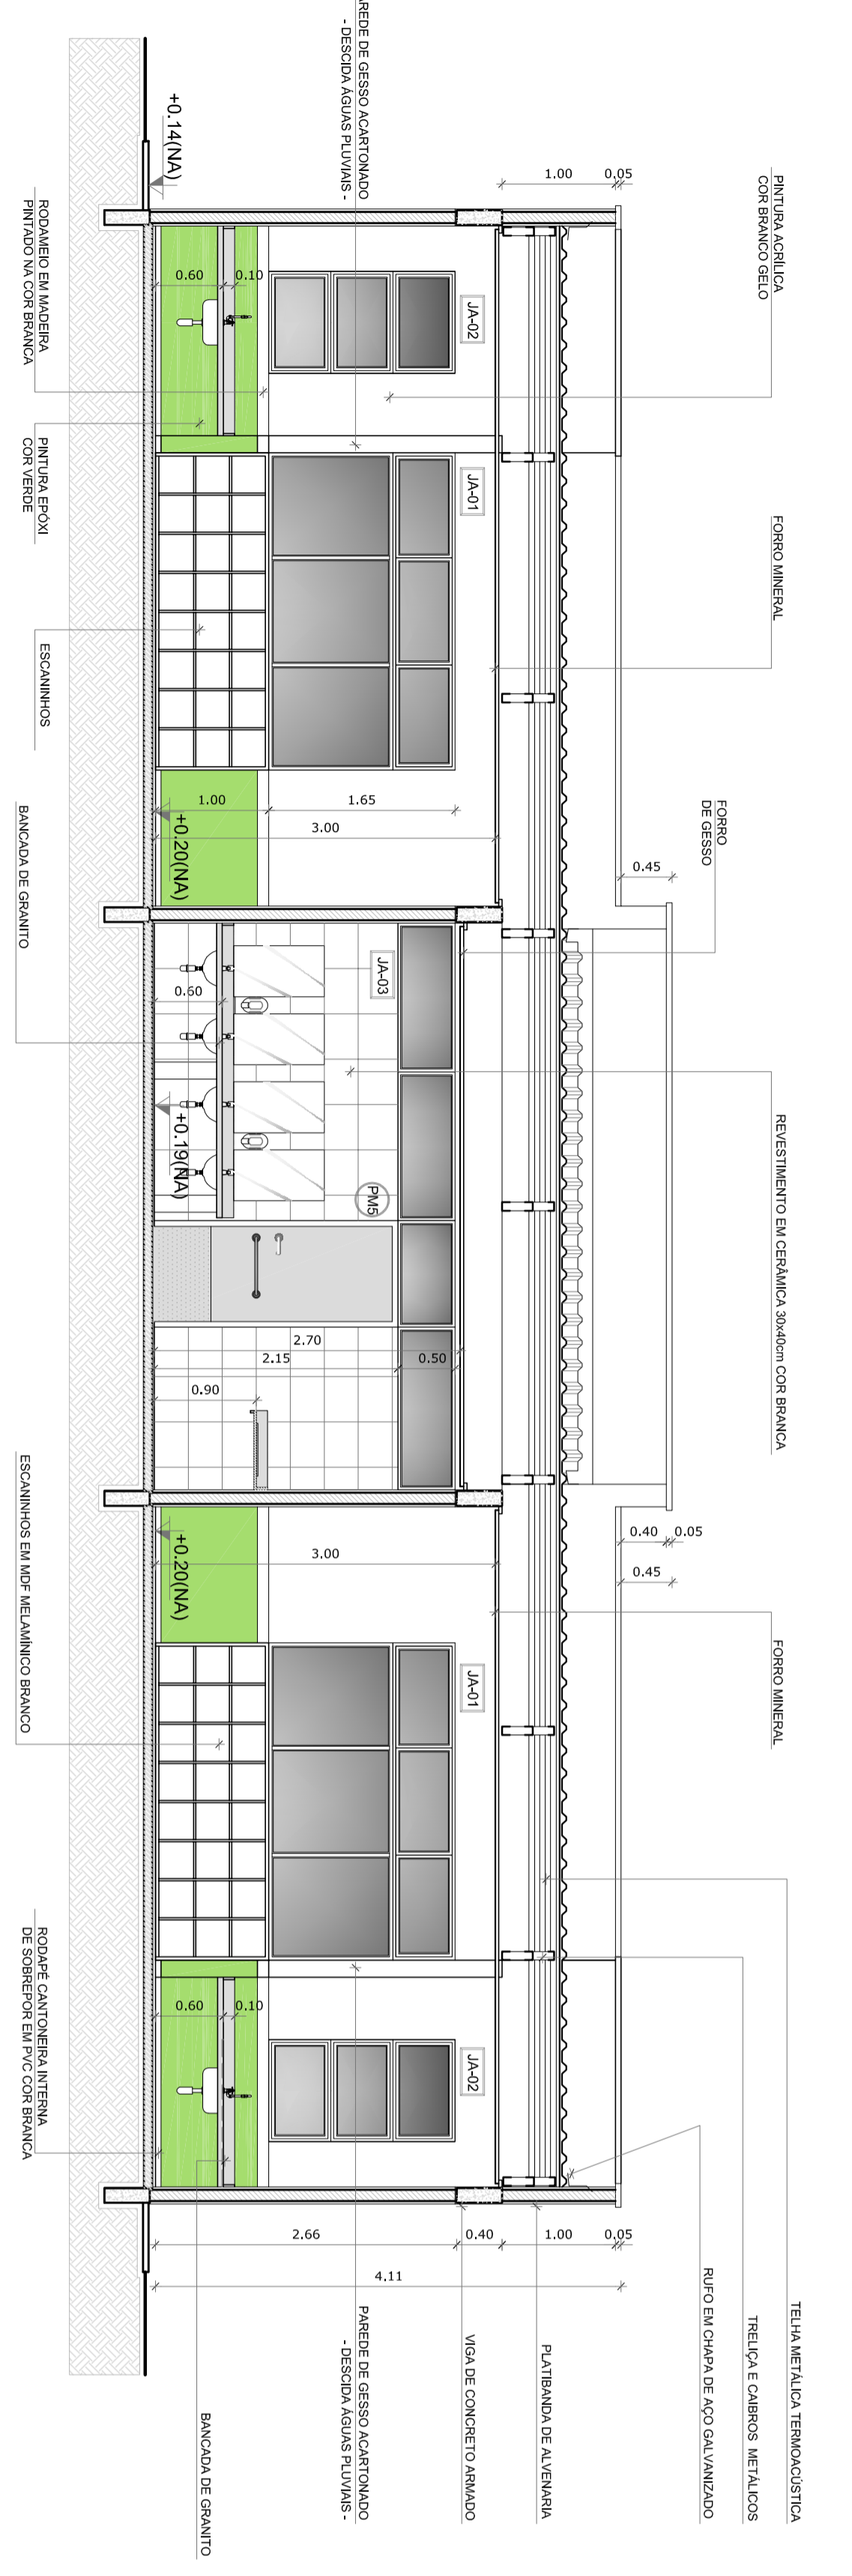 PINTURA ACRÍLICA
COR BRANCO GELO
FORRO MINERAL
FORRO
DE GESSO
REVESTIMENTO EM CERÂMICA 30x40cm COR BRANCA
FORRO MINERAL
TELHA METÁLICA TERMOACÚSTICA
TRELIÇA E CAIBROS METÁLICOS
RUFO EM CHAPA DE AÇO GALVANIZADO
PLATIBANDA DE ALVENARIA
VIGA DE CONCRETO ARMADO
PAREDE DE GESSO ACARTONADO
- DESCIDA ÁGUAS PLUVIAIS -
BANCADA DE GRANITO
0.05
1.00
0.45
0.40
0.05
0.45
0.05
1.00
0.40
2.66
4.11
AREDE DE GESSO ACARTONADO
- DESCIDA ÁGUAS PLUVIAIS -
JA-02
JA-01
JA-03
PM5
JA-01
JA-02
0.10
0.60
1.65
1.00
3.00
0.60
2.70
2.15
0.50
0.90
3.00
0.10
0.60
+0.14(NA)
+0.20(NA)
+0.19(NA)
+0.20(NA)
RODAMEIO EM MADEIRA
PINTADO NA COR BRANCA
PINTURA EPÓXI
COR VERDE
ESCANINHOS
BANCADA DE GRANITO
ESCANINHOS EM MDF MELAMÍNICO BRANCO
RODAPÉ CANTONEIRA INTERNA
DE SOBREPOR EM PVC COR BRANCA